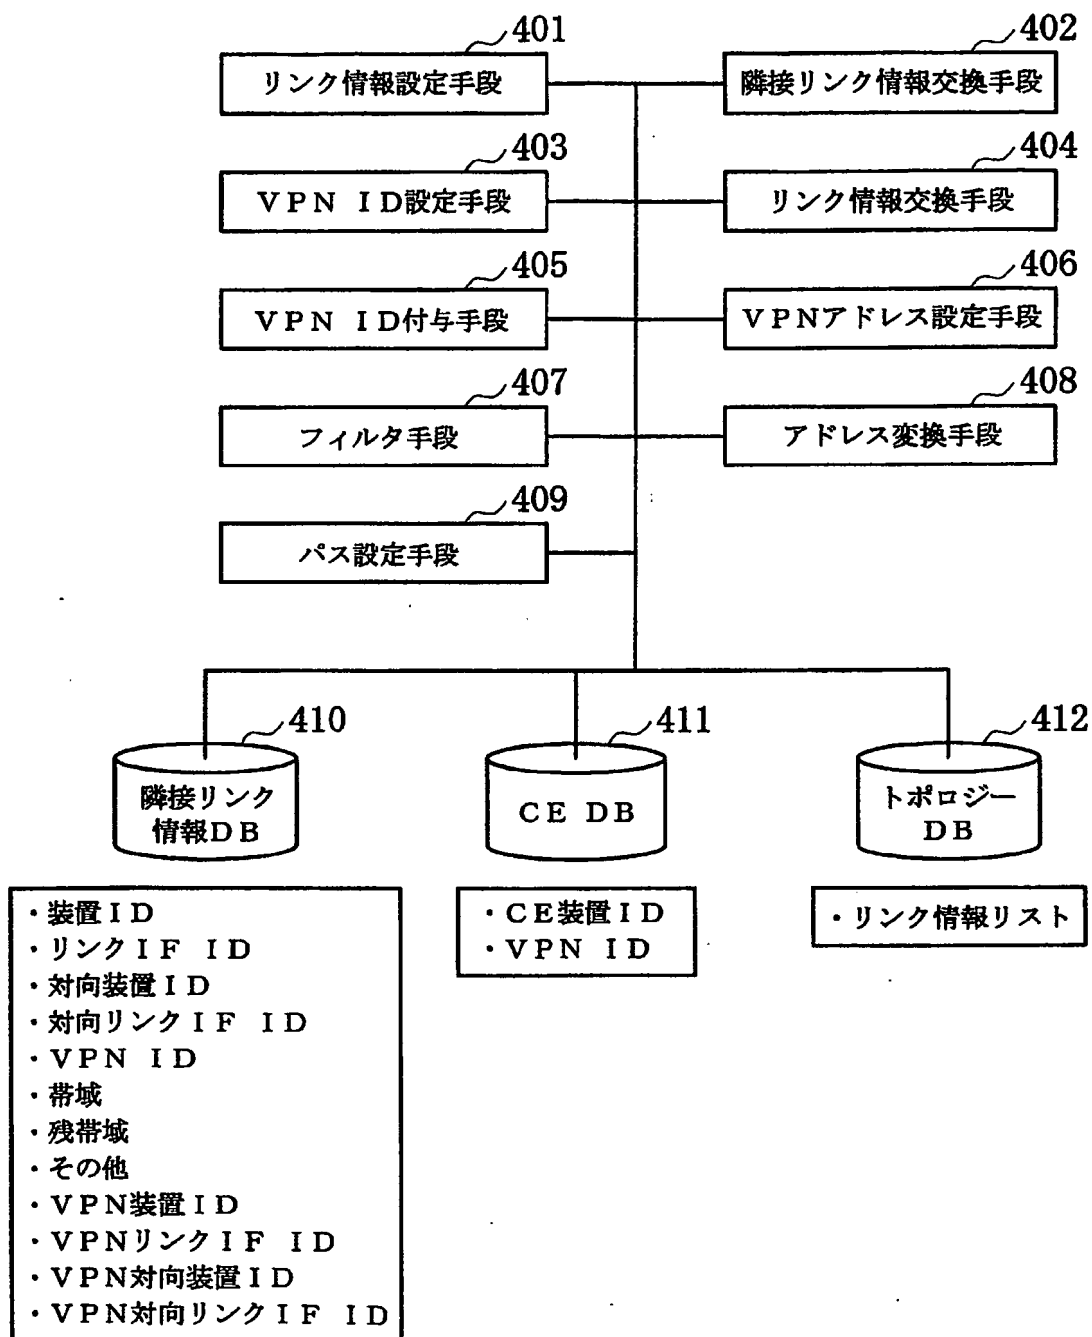 401
リンク情報設定手段
402
隣接リンク情報交換手段
403
ＶＰＮ ＩＤ設定手段
404
リンク情報交換手段
405
ＶＰＮ ＩＤ付与手段
406
ＶＰＮアドレス設定手段
407
フィルタ手段
408
アドレス変換手段
409
パス設定手段
410
隣接リンク
情報ＤＢ
411
ＣＥ ＤＢ
412
トポロジー
ＤＢ
・装置ＩＤ
・リンクＩＦ ＩＤ
・対向装置ＩＤ
・対向リンクＩＦ ＩＤ
・ＶＰＮ ＩＤ
・帯域
・残帯域
・その他
・ＶＰＮ装置ＩＤ
・ＶＰＮリンクＩＦ ＩＤ
・ＶＰＮ対向装置ＩＤ
・ＶＰＮ対向リンクＩＦ ＩＤ
・ＣＥ装置ＩＤ
・ＶＰＮ ＩＤ
・リンク情報リスト